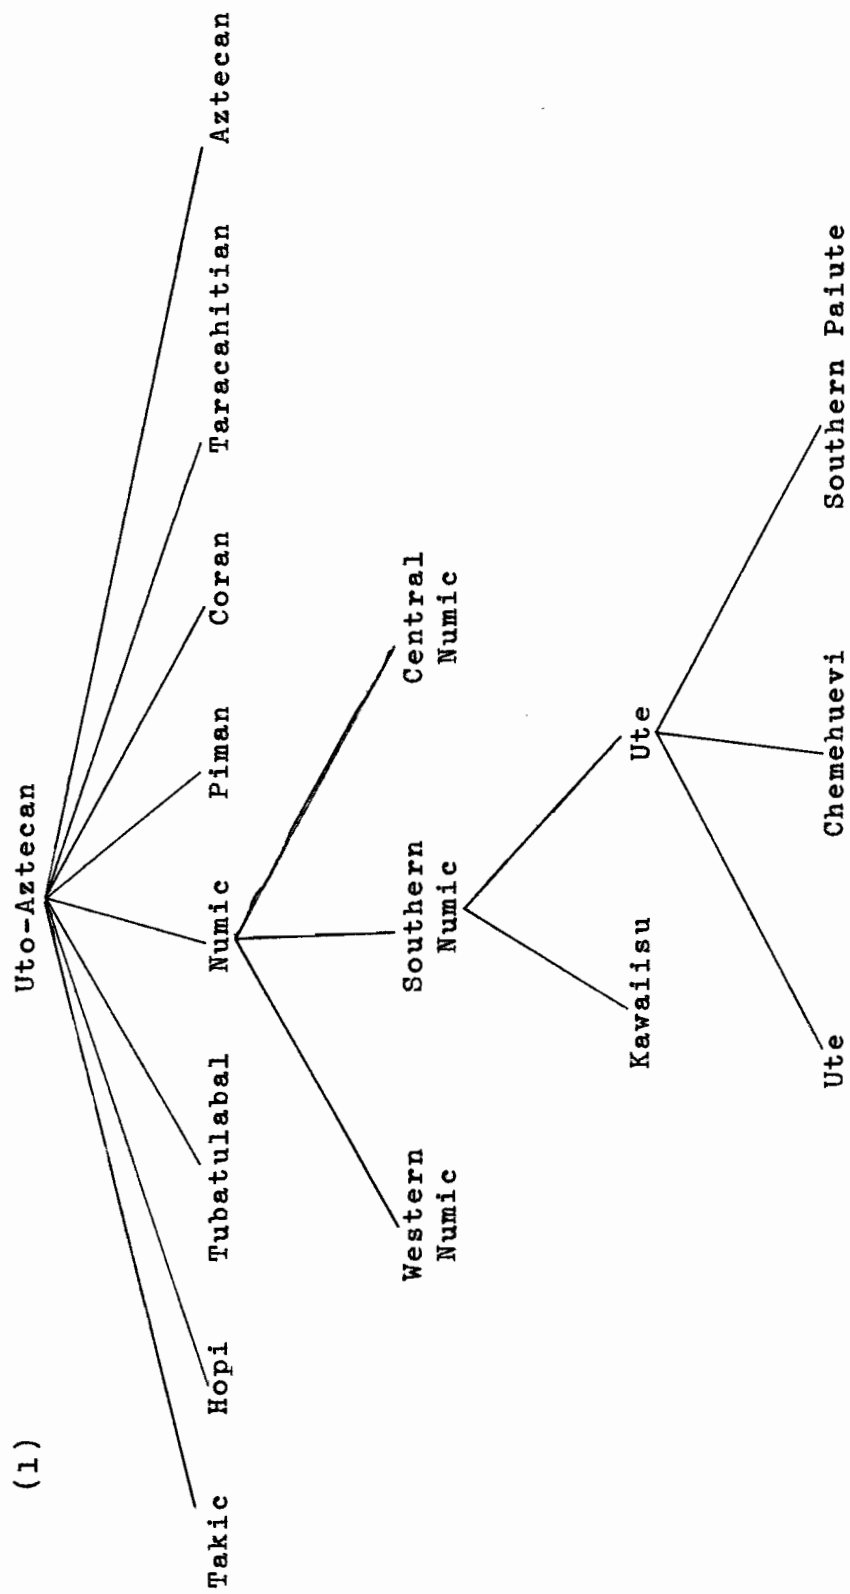 (1)
Uto-Aztecan
Takic Hopi Tubatulabal Numic Piman Coran Taracahitian Aztecan
Western Southern Central
Numic Numic Numic
Kawaiisu Ute
Ute Chemehuevi Southern Paiute